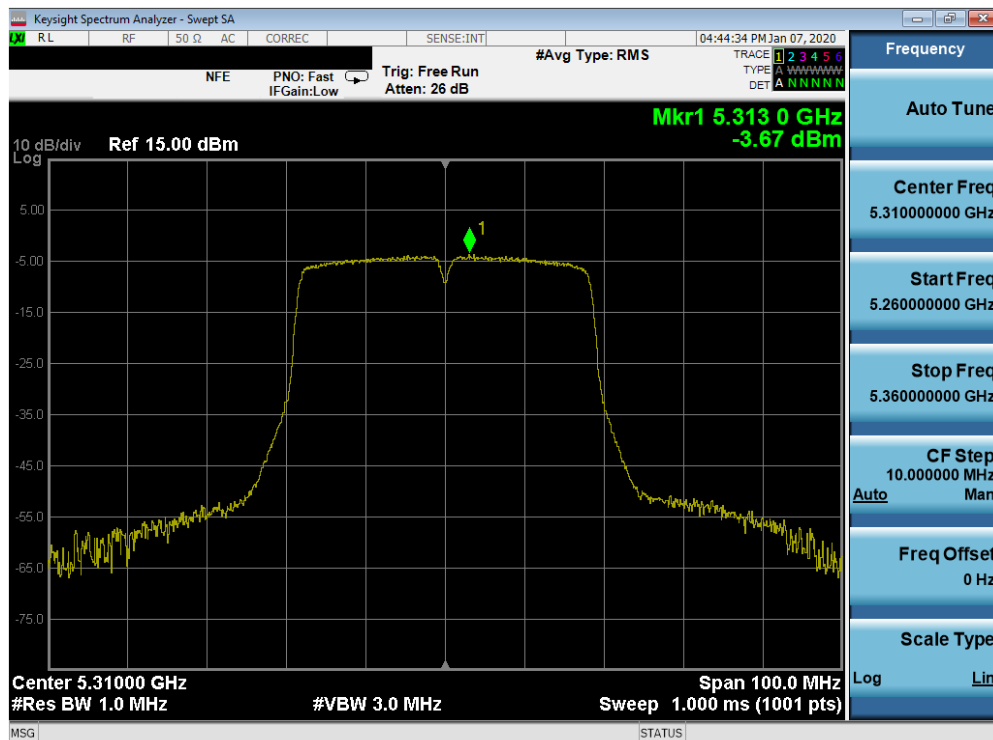 Keysight Spectrum Analyzer - Swept SA
LXI RL RF 50 Ω AC CORREC SENSE:INT 04:44:34 PM Jan 07, 2020
Frequency
#Avg Type: RMS TRACE 1 2 3 4 5 6
NFE PNO: Fast Trig: Free Run TYPE A W W W W W
IFGain:Low Atten: 26 dB DET A N N N N N
Auto Tune
Mkr1 5.313 0 GHz
-3.67 dBm
10 dB/div Ref 15.00 dBm
Log
Center Freq
5.310000000 GHz
1
5.00
-5.00
-15.0
-25.0
-35.0
-45.0
-55.0
-65.0
-75.0
Start Freq
5.260000000 GHz
Stop Freq
5.360000000 GHz
CF Step
10.000000 MHz
Auto Man
Freq Offset
0 Hz
Scale Type
Log Lin
Center 5.31000 GHz Span 100.0 MHz
#Res BW 1.0 MHz #VBW 3.0 MHz Sweep 1.000 ms (1001 pts)
MSG STATUS